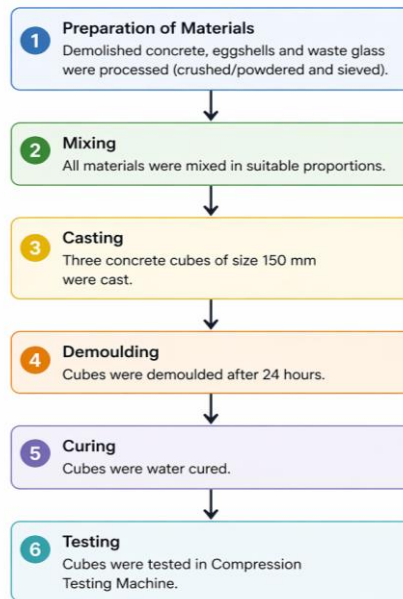 1
Preparation of Materials
Demolished concrete, eggshells and waste glass
were processed (crushed/powdered and sieved).
2
Mixing
All materials were mixed in suitable proportions.
3
Casting
Three concrete cubes of size 150 mm
were cast.
4
Demoulding
Cubes were demoulded after 24 hours.
5
Curing
Cubes were water cured.
6
Testing
Cubes were tested in Compression
Testing Machine.